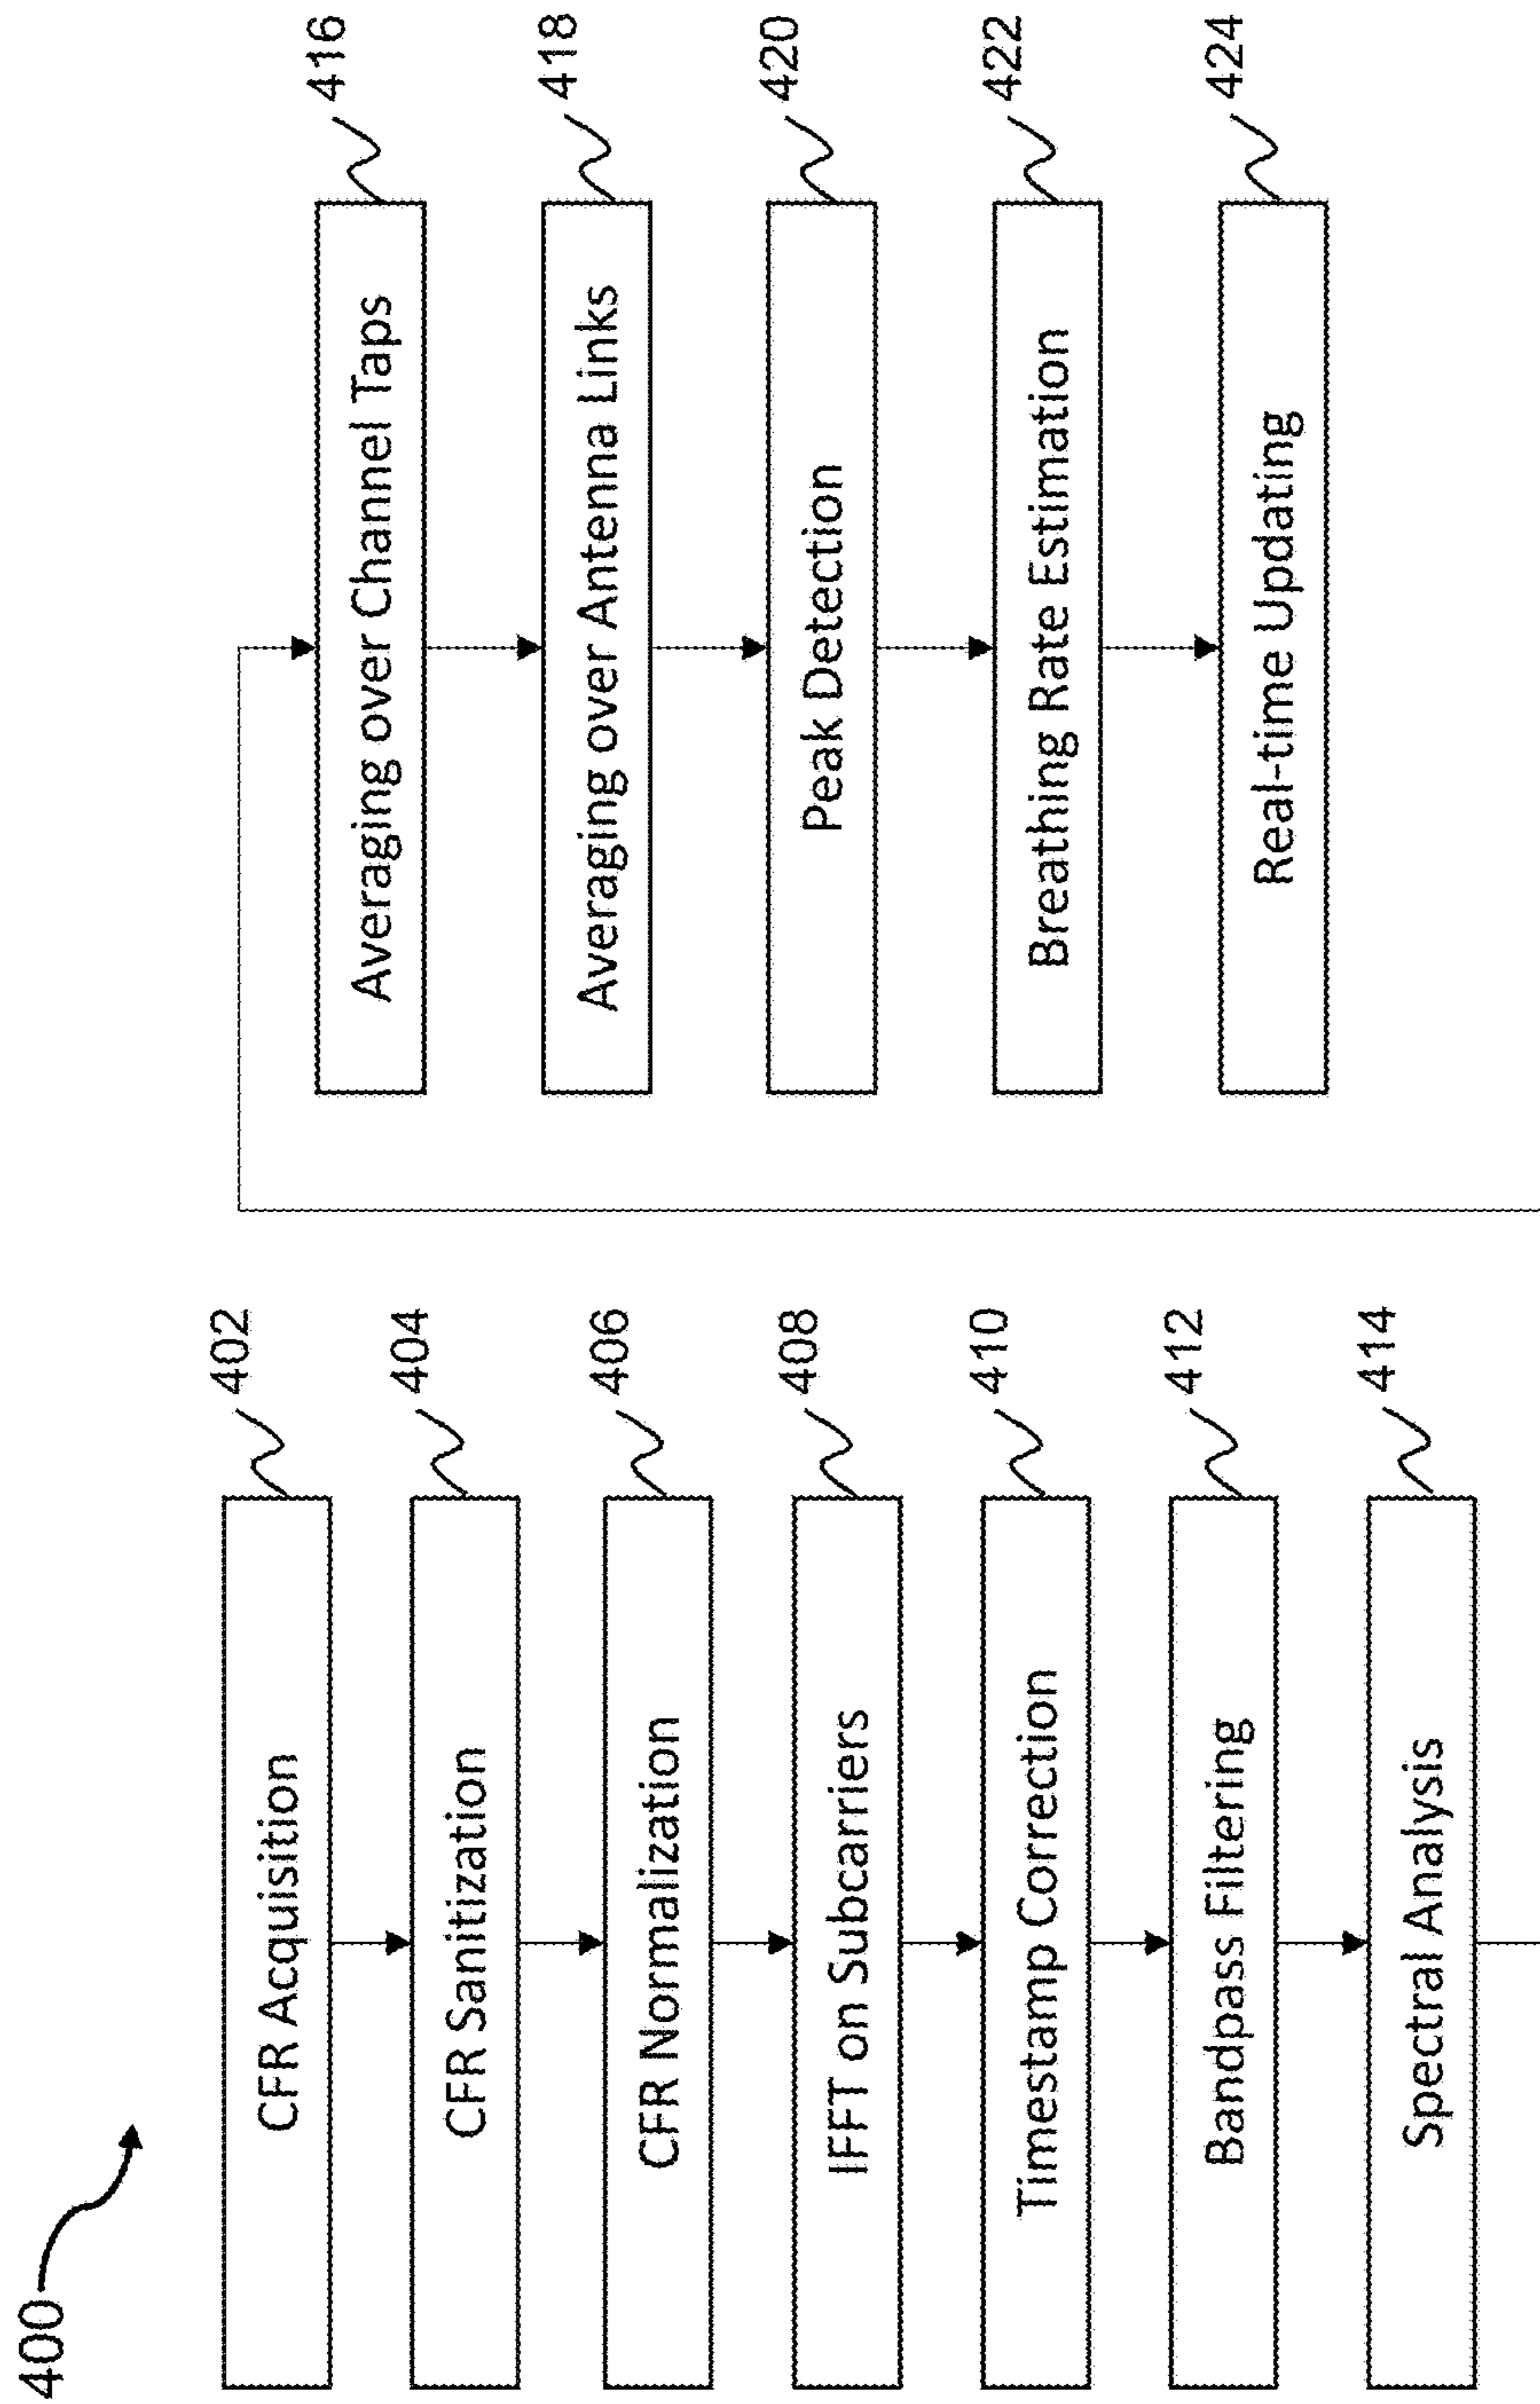 400
CFR Acquisition
402
CFR Sanitization
404
CFR Normalization
406
IFFT on Subcarriers
408
Timestamp Correction
410
Bandpass Filtering
412
Spectral Analysis
414
Averaging over Channel Taps
416
Averaging over Antenna Links
418
Peak Detection
420
Breathing Rate Estimation
422
Real-time Updating
424